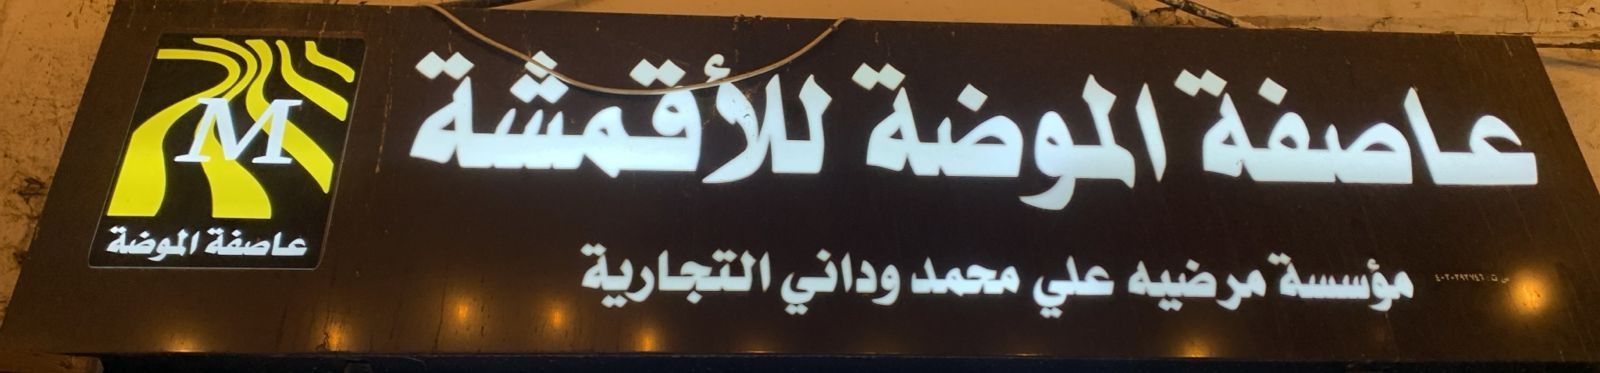 عاصفة الموضة للأقمشة
مؤسسة مرضيه علي محمد وداني التجارية
M
عاصفة الموضة